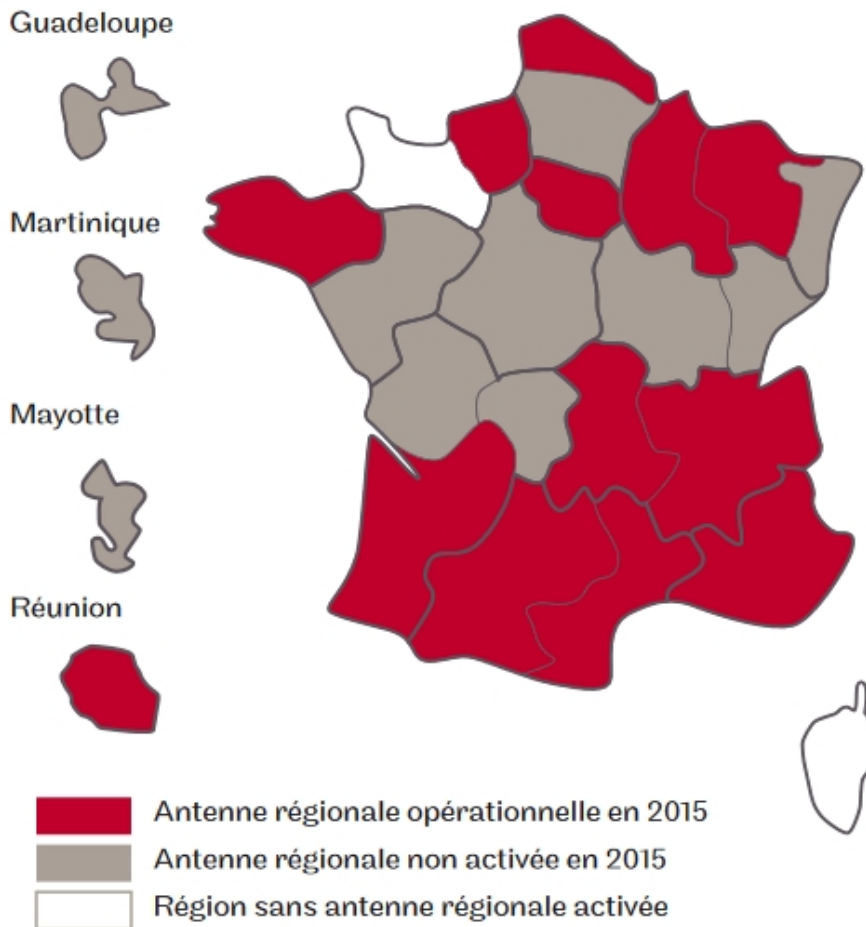 Guadeloupe
Martinique
Mayotte
Réunion
Antenne régionale opérationnelle en 2015
Antenne régionale non activée en 2015
Région sans antenne régionale activée